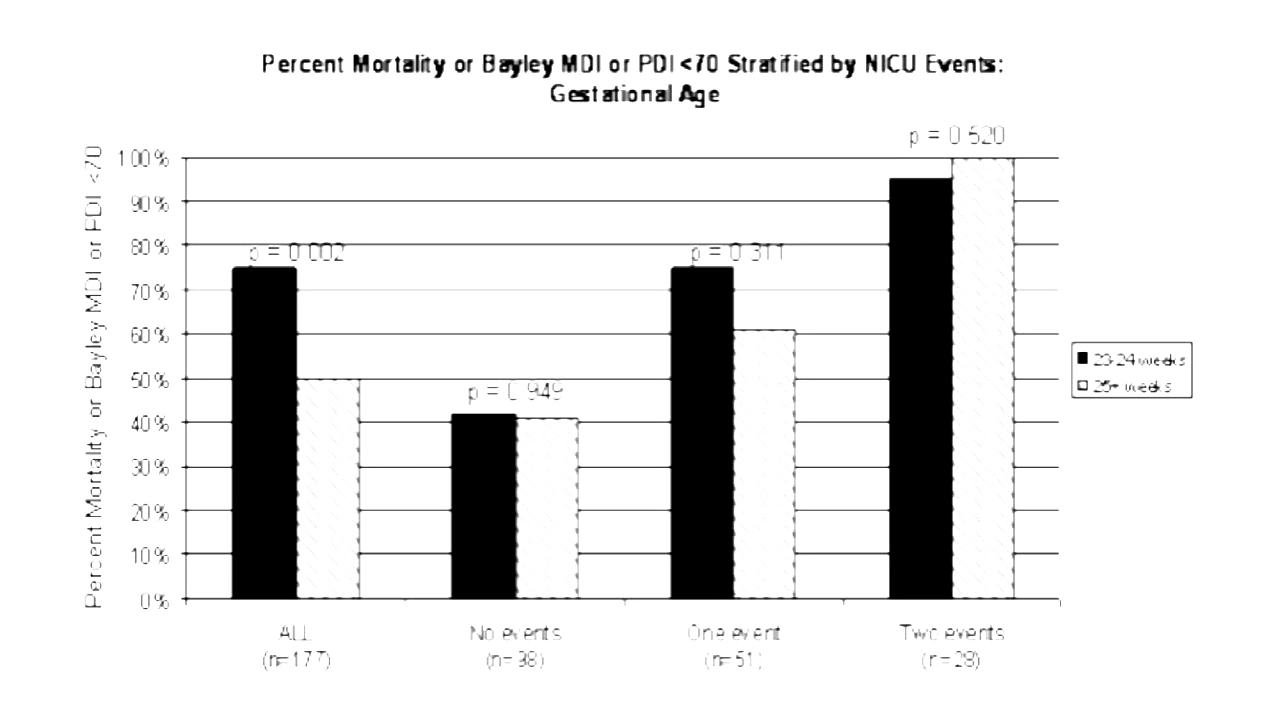 Percent Mortality or Bayley MDI or PDI <70 Stratified by NICU Events:
Gestational Age
p = 0.520
p = 0.002
p = 0.311
p = 0.949
Percent Mortality or Bayley MDI or PDI <70
100%
90%
80%
70%
60%
50%
40%
30%
20%
10%
0%
23-24 weeks
25+ weeks
ALL
(n=177)
No events
(n=98)
One event
(n=51)
Two events
(n=28)